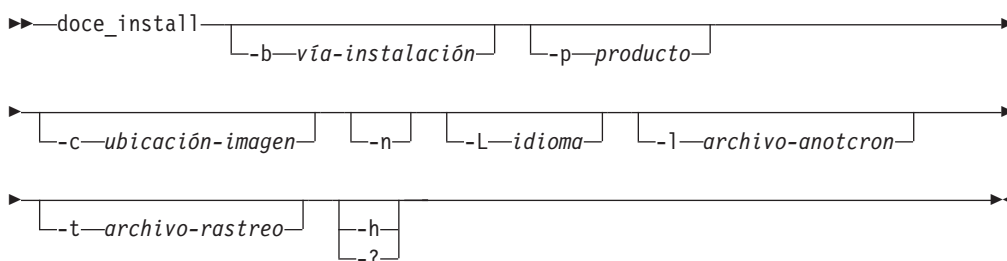 doce_install
-b vía-instalación -p producto
-c ubicación-imagen -n -L idioma -l archivo-anotcron
-t archivo-rastreo -h
-?